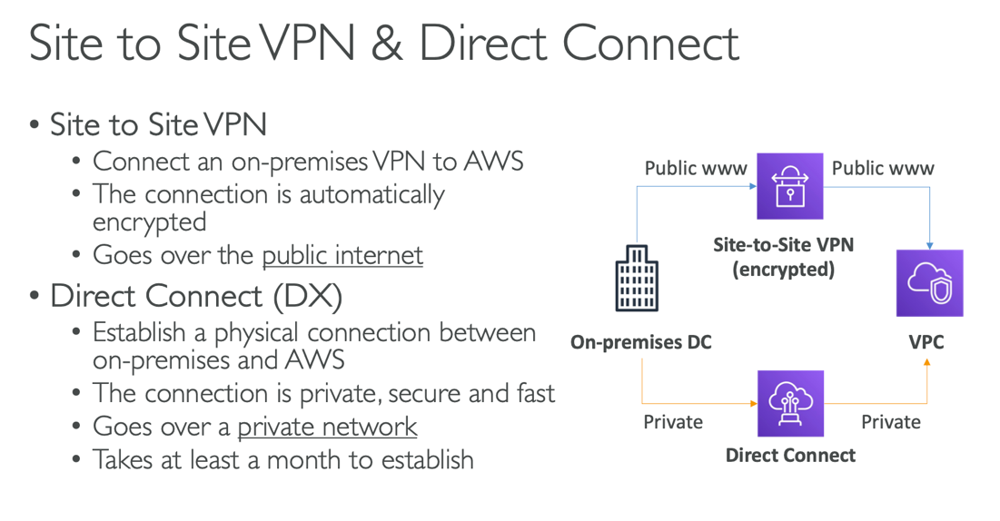 Site to Site VPN & Direct Connect
• Site to Site VPN
• Connect an on-premises VPN to AWS
• The connection is automatically
encrypted
• Goes over the public internet
• Direct Connect (DX)
• Establish a physical connection between
on-premises and AWS
• The connection is private, secure and fast
• Goes over a private network
• Takes at least a month to establish
Public www
Public www
Site-to-Site VPN
(encrypted)
On-premises DC
VPC
Private
Private
Direct Connect